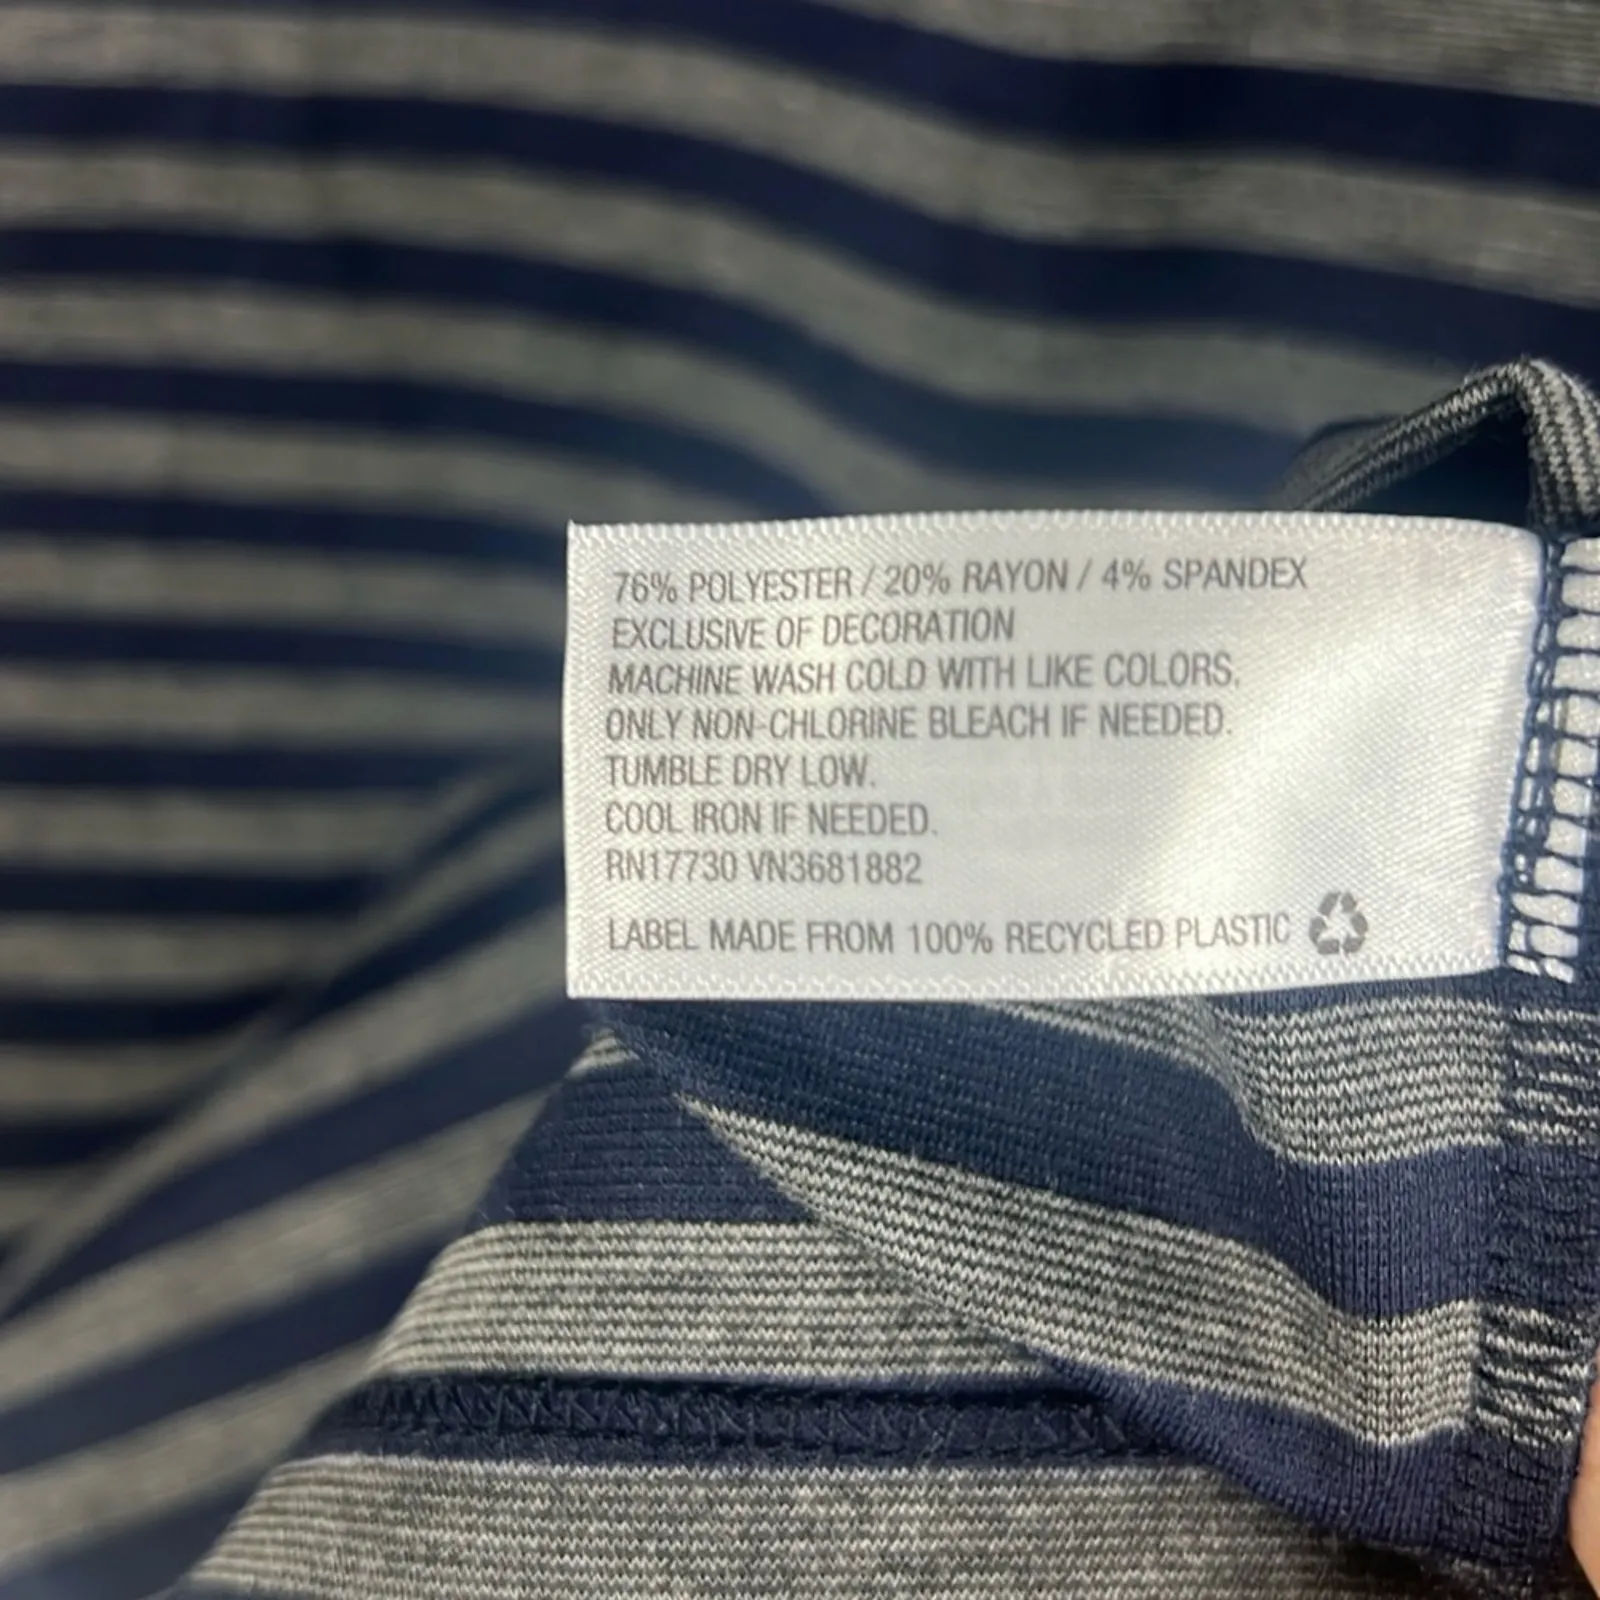 76% POLYESTER / 20% RAYON / 4% SPANDEX
EXCLUSIVE OF DECORATION
MACHINE WASH COLD WITH LIKE COLORS.
ONLY NON-CHLORINE BLEACH IF NEEDED.
TUMBLE DRY LOW.
COOL IRON IF NEEDED.
RN17730 VN3681882
LABEL MADE FROM 100% RECYCLED PLASTIC